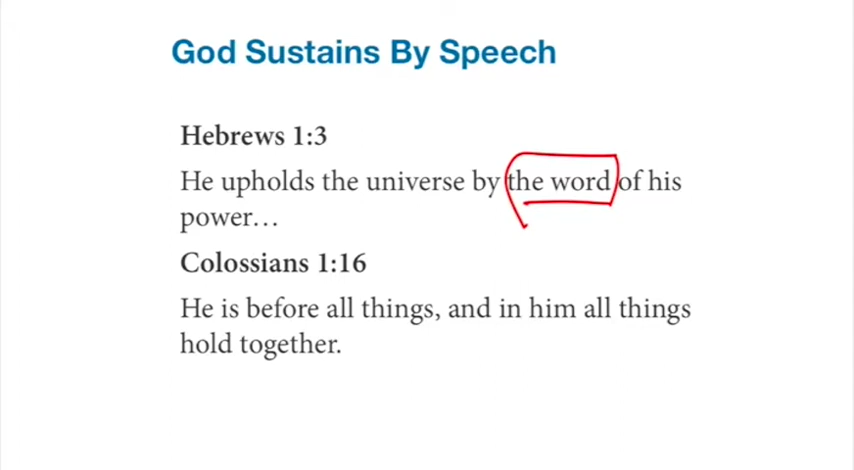 God Sustains By Speech
Hebrews 1:3
He upholds the universe by the word of his
power…
Colossians 1:16
He is before all things, and in him all things
hold together.